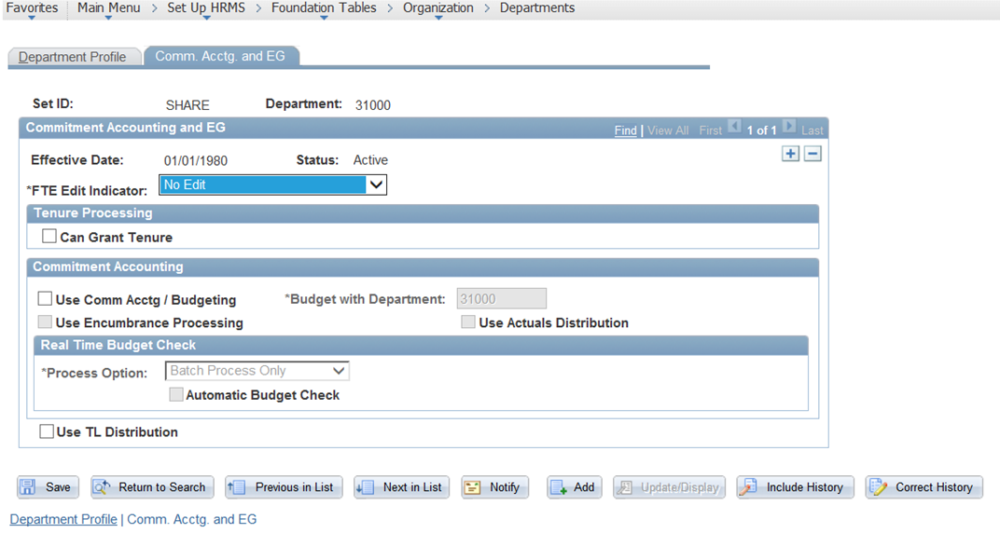 Favorites Main Menu > Set Up HRMS > Foundation Tables > Organization > Departments
Department Profile Comm. Acctg. and EG
Set ID: SHARE Department: 31000
Commitment Accounting and EG Find | View All First 1 of 1 Last
Effective Date: 01/01/1980 Status: Active
*FTE Edit Indicator: No Edit
Tenure Processing
Can Grant Tenure
Commitment Accounting
Use Comm Acctg / Budgeting *Budget with Department: 31000
Use Encumbrance Processing Use Actuals Distribution
Real Time Budget Check
*Process Option: Batch Process Only
Automatic Budget Check
Use TL Distribution
Save Return to Search Previous in List Next in List Notify Add Update/Display Include History Correct History
Department Profile | Comm. Acctg. and EG